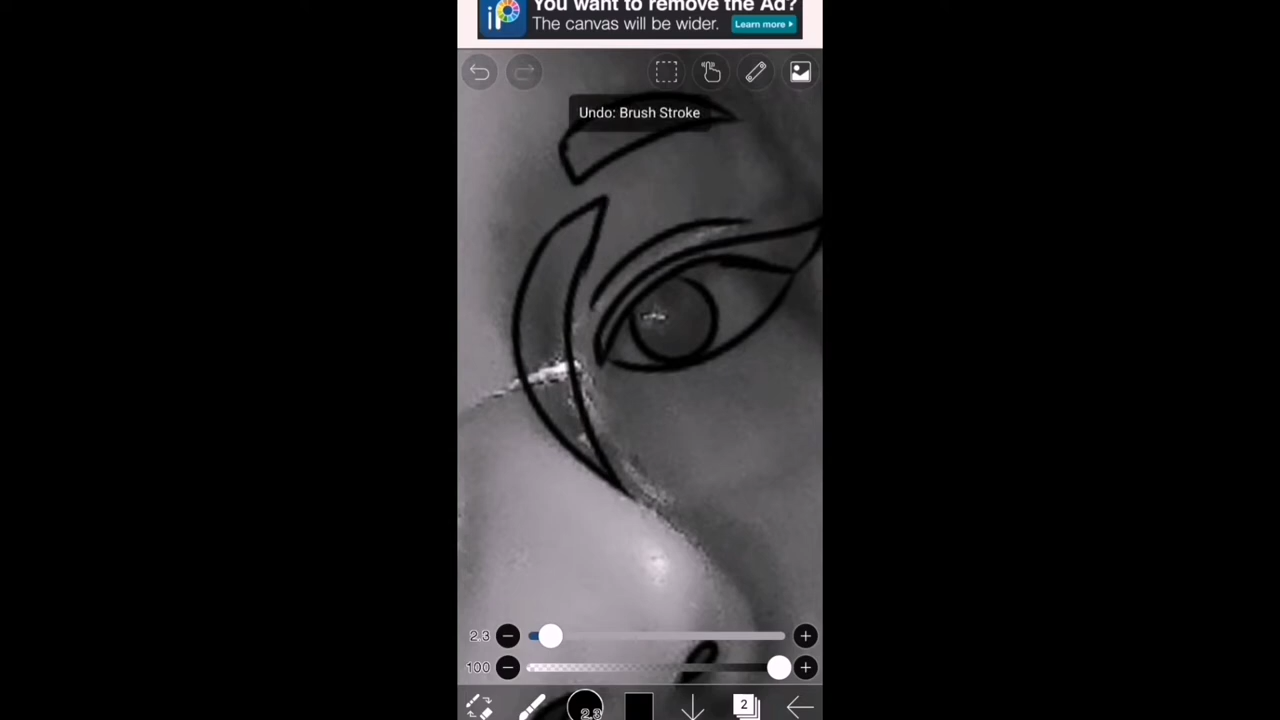 You want to remove the Ad?
The canvas will be wider.
Learn more
Undo: Brush Stroke
2.3
100
2.3
2